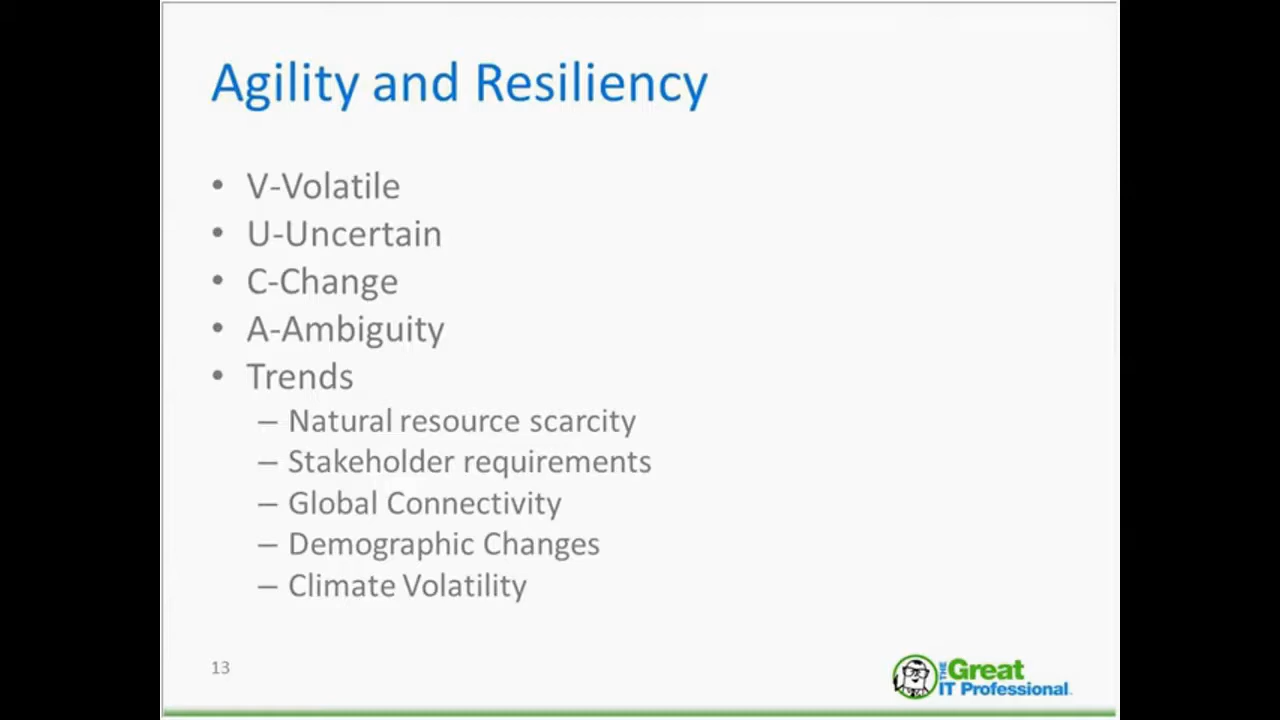 Agility and Resiliency
• V-Volatile
• U-Uncertain
• C-Change
• A-Ambiguity
• Trends
– Natural resource scarcity
– Stakeholder requirements
– Global Connectivity
– Demographic Changes
– Climate Volatility
13
THE Great
IT Professional